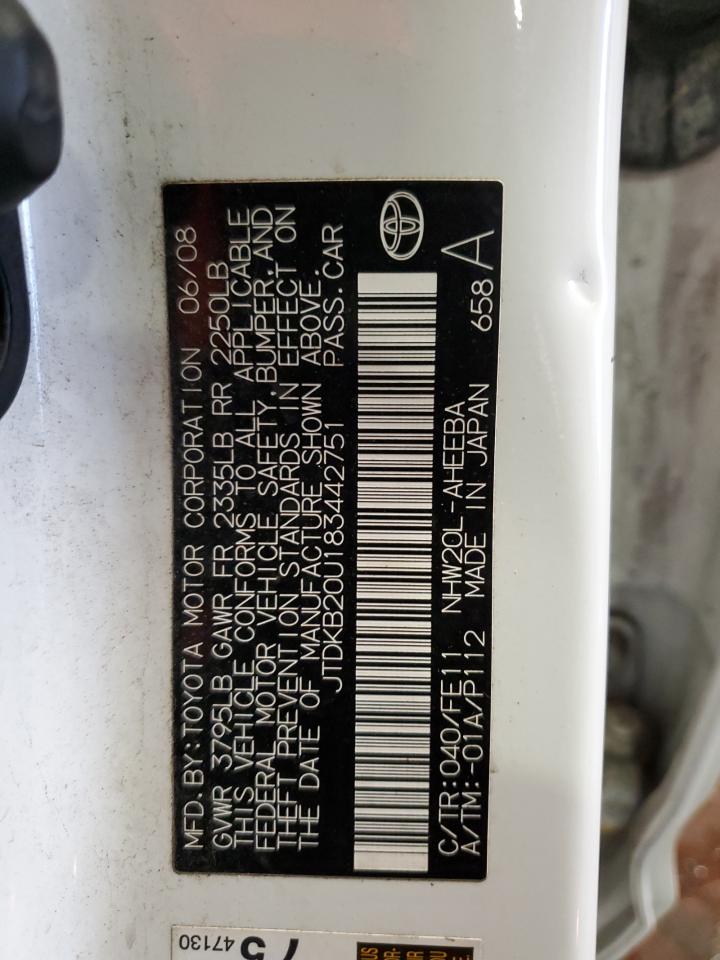 MFD.BY:TOYOTA MOTOR CORPORATION 06/08
GVWR 3795LB GAWR FR 2335LB RR 2250LB
THIS VEHICLE CONFORMS TO ALL APPLICABLE
FEDERAL MOTOR VEHICLE SAFETY, BUMPER, AND
THEFT PREVENTION STANDARDS IN EFFECT ON
THE DATE OF MANUFACTURE SHOWN ABOVE.
JTDKB20U183442751 PASS.CAR
C/TR:040/FE11 NHW20L-AHEEBA 658A
A/TM:-01A/P112 MADE IN JAPAN
47130